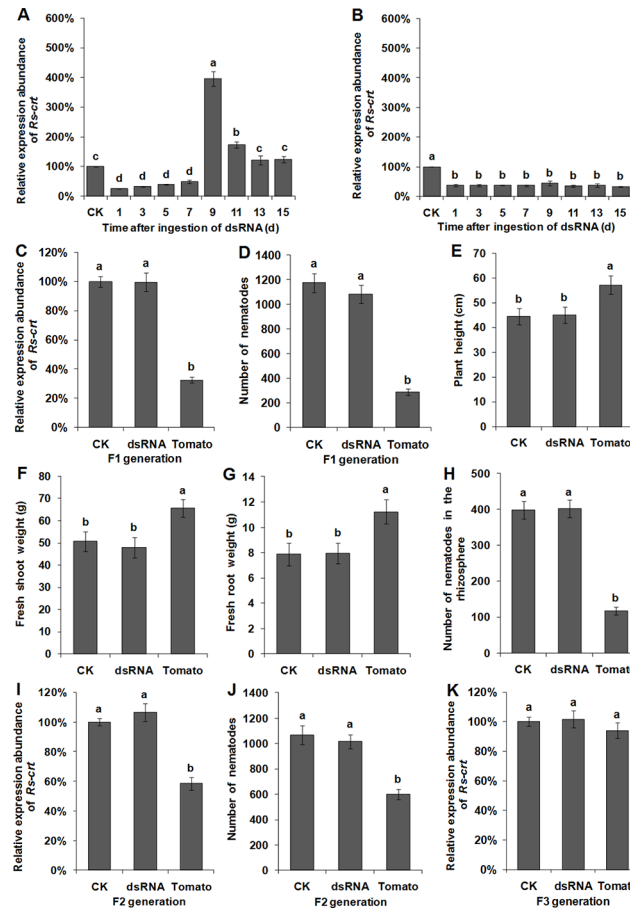 A
Relative expression abundance
of Rs-crt
600%
500%
400%
300%
200%
100%
0%
c d d d d a b c c
CK 1 3 5 7 9 11 13 15
Time after ingestion of dsRNA (d)
B
Relative expression abundance
of Rs-crt
600%
500%
400%
300%
200%
100%
0%
a b b b b b b b b
CK 1 3 5 7 9 11 13 15
Time after ingestion of dsRNA (d)
C
Relative expression abundance
of Rs-crt
120%
100%
80%
60%
40%
20%
0%
a a b
CK dsRNA Tomato
F1 generation
D
Number of nematodes
1400
1200
1000
800
600
400
200
0
a a b
CK dsRNA Tomato
F1 generation
E
Plant height (cm)
70
60
50
40
30
20
10
0
b b a
CK dsRNA Tomato
F
Fresh shoot weight (g)
80
70
60
50
40
30
20
10
0
b b a
CK dsRNA Tomato
G
Fresh root weight (g)
14
12
10
8
6
4
2
0
b b a
CK dsRNA Tomato
H
Number of nematodes in the
rhizosphere
500
400
300
200
100
0
a a b
CK dsRNA Tomato
I
Relative expression abundance
of Rs-crt
120%
100%
80%
60%
40%
20%
0%
a a b
CK dsRNA Tomato
F2 generation
J
Number of nematodes
1400
1200
1000
800
600
400
200
0
a a b
CK dsRNA Tomato
F2 generation
K
Relative expression abundance
of Rs-crt
120%
100%
80%
60%
40%
20%
0%
a a a
CK dsRNA Tomato
F3 generation